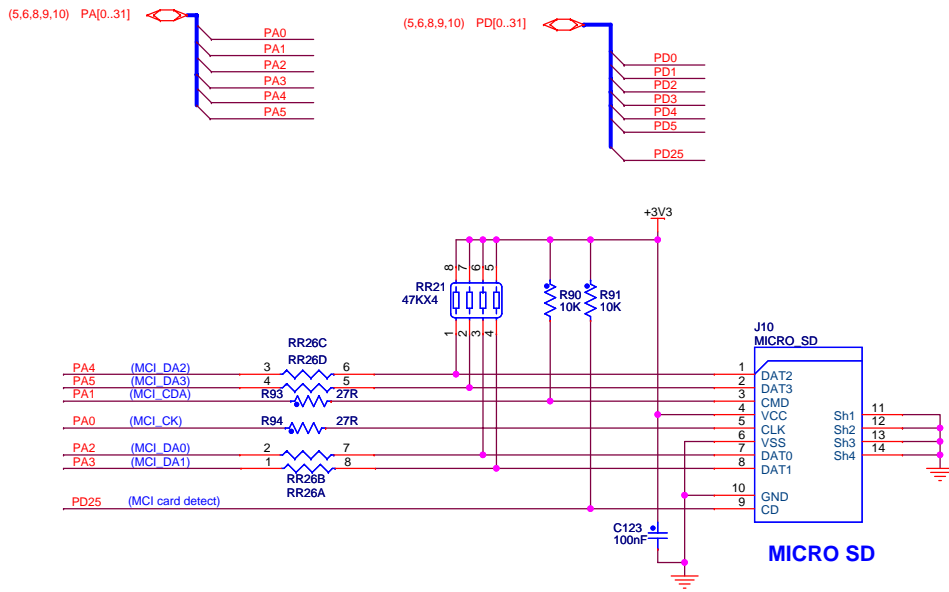 (5,6,8,9,10) PA[0..31]
PA0
PA1
PA2
PA3
PA4
PA5
(5,6,8,9,10) PD[0..31]
PD0
PD1
PD2
PD3
PD4
PD5
PD25
+3V3
8 7 6 5
RR21
47KX4
1 2 3 4
R90
10K
R91
10K
J10
MICRO_SD
RR26C
RR26D
PA4 (MCI_DA2) 3 6 1 DAT2
PA5 (MCI_DA3) 4 5 2 DAT3
PA1 (MCI_CDA) R93 27R 3 CMD
4 VCC Sh1 11
PA0 (MCI_CK) R94 27R 5 CLK Sh2 12
6 VSS Sh3 13
PA2 (MCI_DA0) 2 7 7 DAT0 Sh4 14
PA3 (MCI_DA1) 1 8 8 DAT1
RR26B
RR26A
10 GND
PD25 (MCI card detect) 9 CD
C123
100nF
MICRO SD